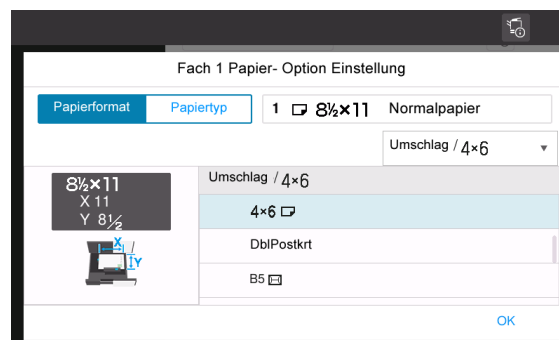 Fach 1 Papier- Option Einstellung
Papierformat Papiertyp 1 8½×11 Normalpapier
Umschlag / 4×6
8½×11
X 11
Y 8½
X
Y
Umschlag / 4×6
4×6
DblPostkrt
B5
OK